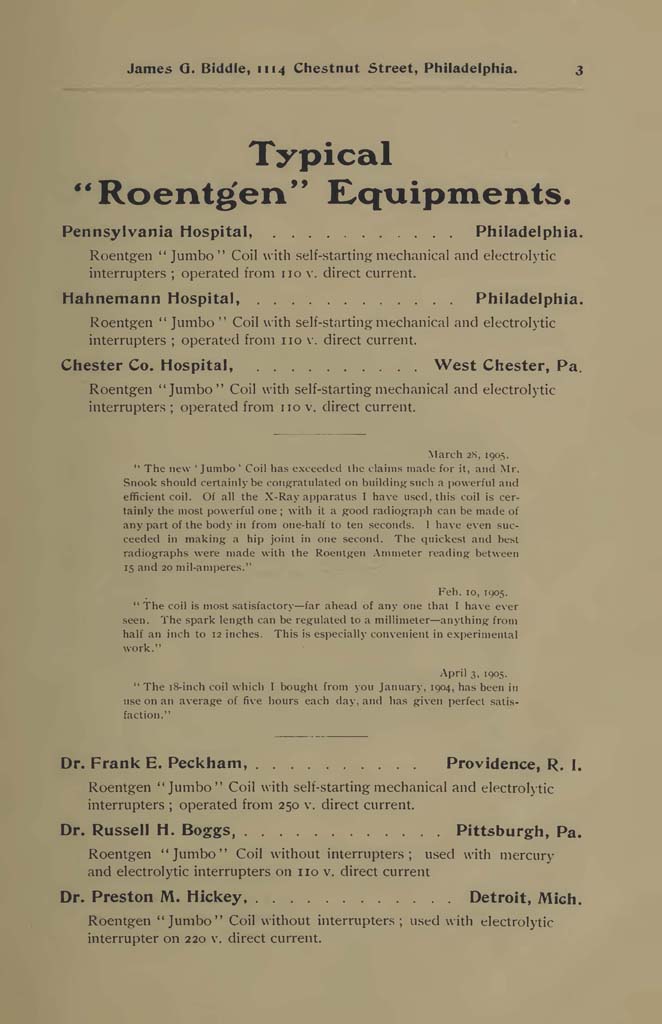 James G. Biddle, 1114 Chestnut Street, Philadelphia. 3
Typical
“Roentgen” Equipments.
Pennsylvania Hospital, . . . . . . . . . . . Philadelphia.
Roentgen “Jumbo” Coil with self-starting mechanical and electrolytic
interrupters ; operated from 110 v. direct current.
Hahnemann Hospital, . . . . . . . . . . . . Philadelphia.
Roentgen “Jumbo” Coil with self-starting mechanical and electrolytic
interrupters ; operated from 110 v. direct current.
Chester Co. Hospital, . . . . . . . . . . West Chester, Pa.
Roentgen “Jumbo” Coil with self-starting mechanical and electrolytic
interrupters ; operated from 110 v. direct current.
March 28, 1905.
“ The new ‘ Jumbo ’ Coil has exceeded the claims made for it, and Mr.
Snook should certainly be congratulated on building such a powerful and
efficient coil. Of all the X-Ray apparatus I have used, this coil is cer-
tainly the most powerful one ; with it a good radiograph can be made of
any part of the body in from one-half to ten seconds. I have even suc-
ceeded in making a hip joint in one second. The quickest and best
radiographs were made with the Roentgen Ammeter reading between
15 and 20 mil-amperes.”
Feb. 10, 1905.
“ The coil is most satisfactory—far ahead of any one that I have ever
seen. The spark length can be regulated to a millimeter—anything from
half an inch to 12 inches. This is especially convenient in experimental
work.”
April 3, 1905.
“ The 18-inch coil which I bought from you January, 1904, has been in
use on an average of five hours each day, and has given perfect satis-
faction.”
Dr. Frank E. Peckham, . . . . . . . . . . Providence, R. I.
Roentgen “Jumbo” Coil with self-starting mechanical and electrolytic
interrupters ; operated from 250 v. direct current.
Dr. Russell H. Boggs, . . . . . . . . . . . . Pittsburgh, Pa.
Roentgen “Jumbo” Coil without interrupters ; used with mercury
and electrolytic interrupters on 110 v. direct current
Dr. Preston M. Hickey, . . . . . . . . . . . . Detroit, Mich.
Roentgen “Jumbo” Coil without interrupters ; used with electrolytic
interrupter on 220 v. direct current.